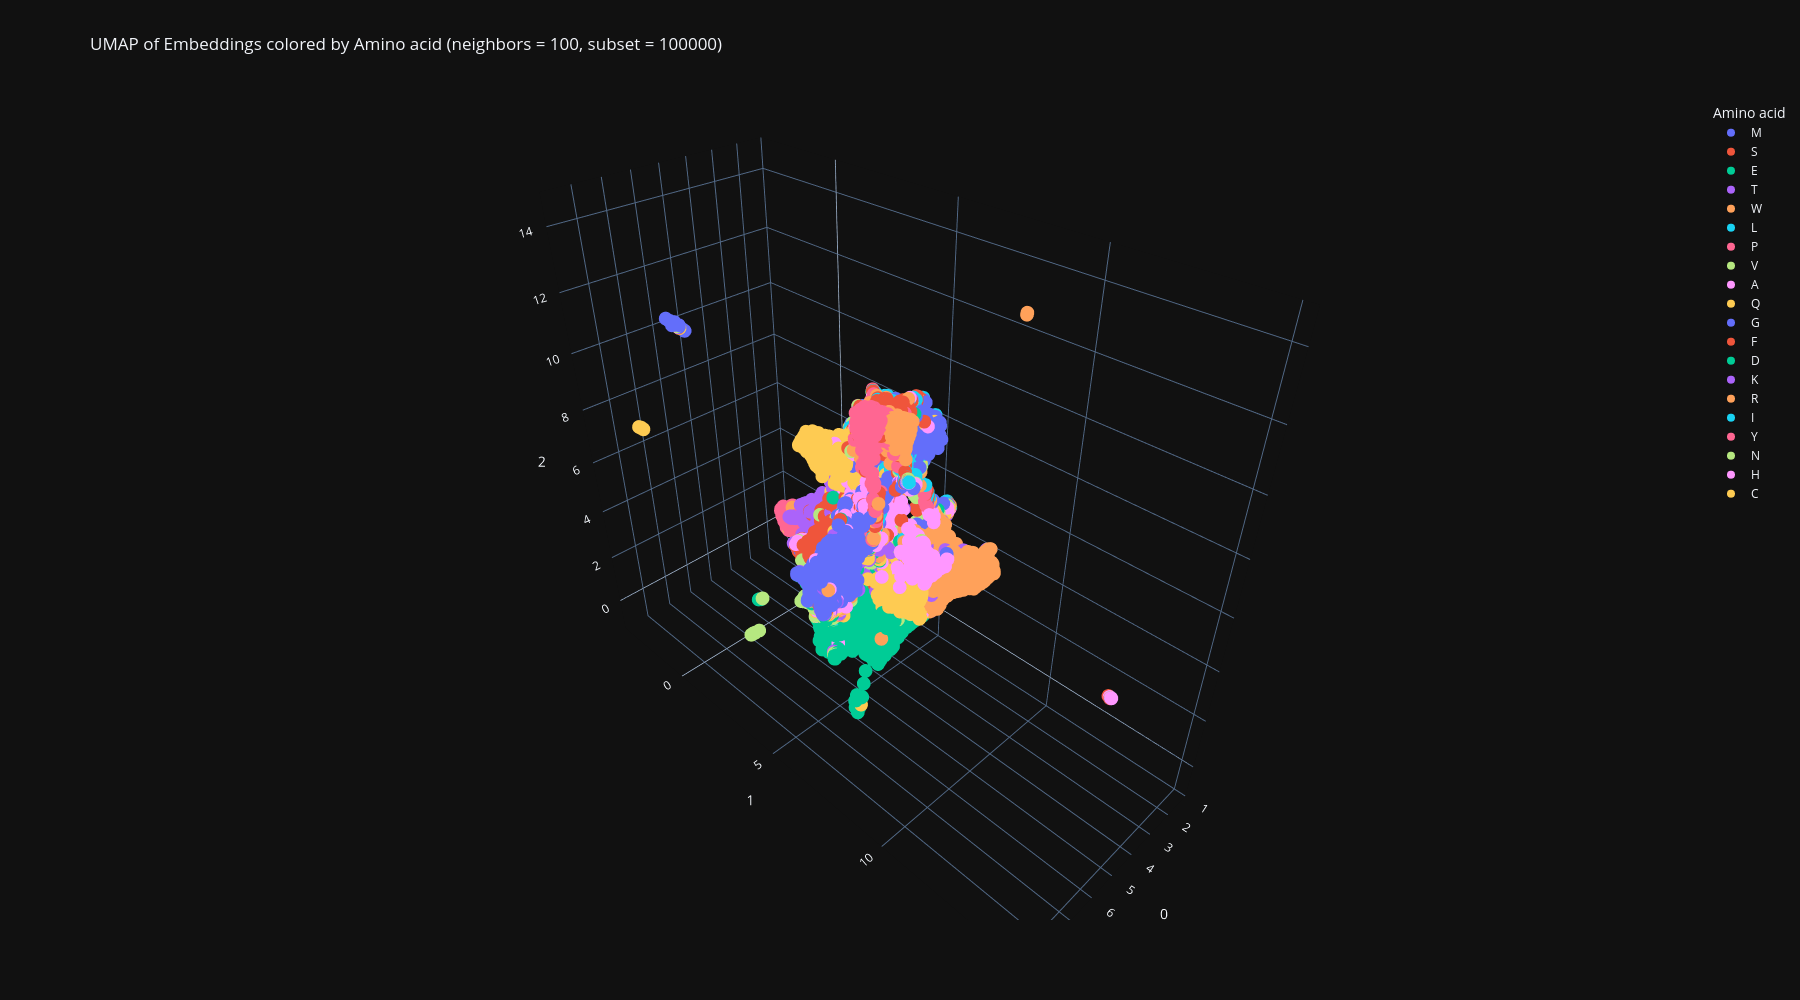 UMAP of Embeddings colored by Amino acid (neighbors = 100, subset = 100000)
Amino acid
M
S
E
T
W
L
P
V
A
Q
G
F
D
K
R
I
Y
N
H
C
14
12
10
8
6
4
2
0
2
0
5
10
1
1
2
3
4
5
6
0